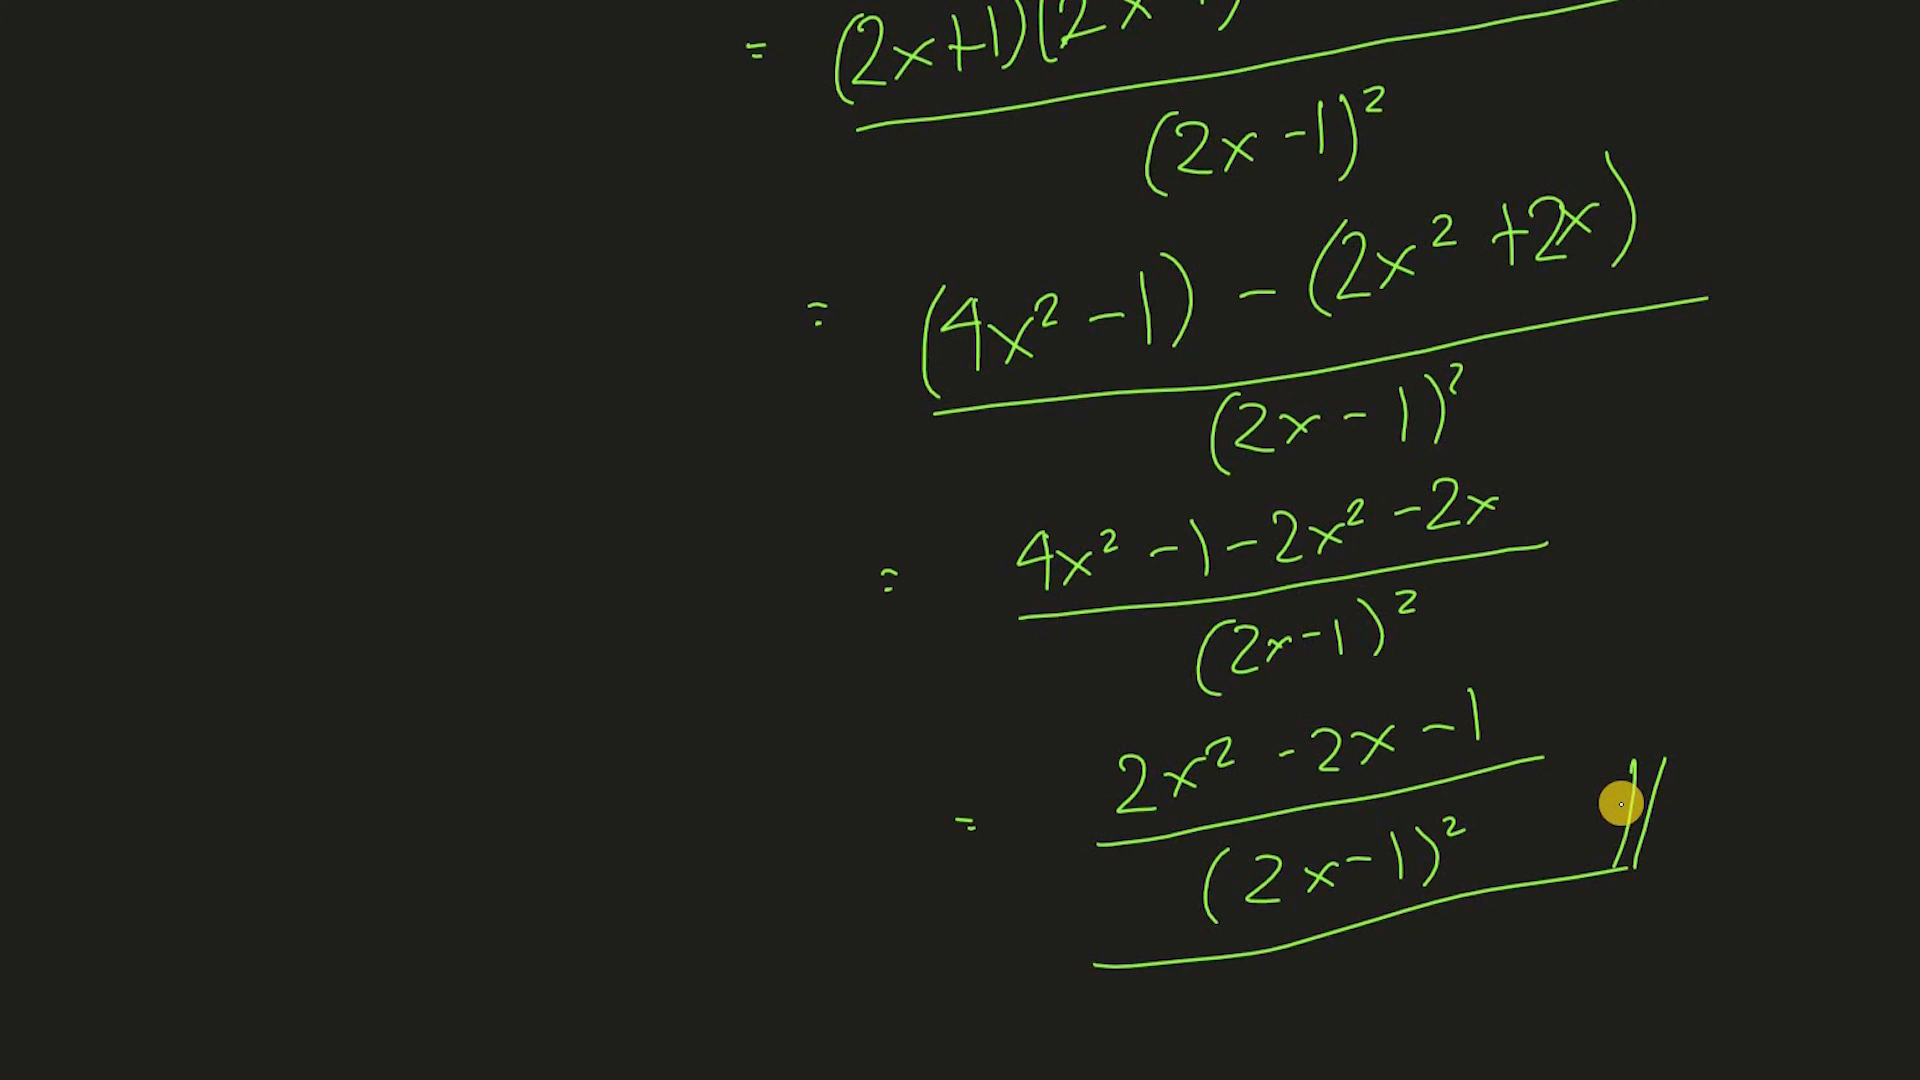 = (2x+1)(2x
(2x-1)²
= (4x²-1) - (2x²+2x)
(2x-1)²
= 4x²-1-2x²-2x
(2x-1)²
= 2x²-2x-1
(2x-1)²